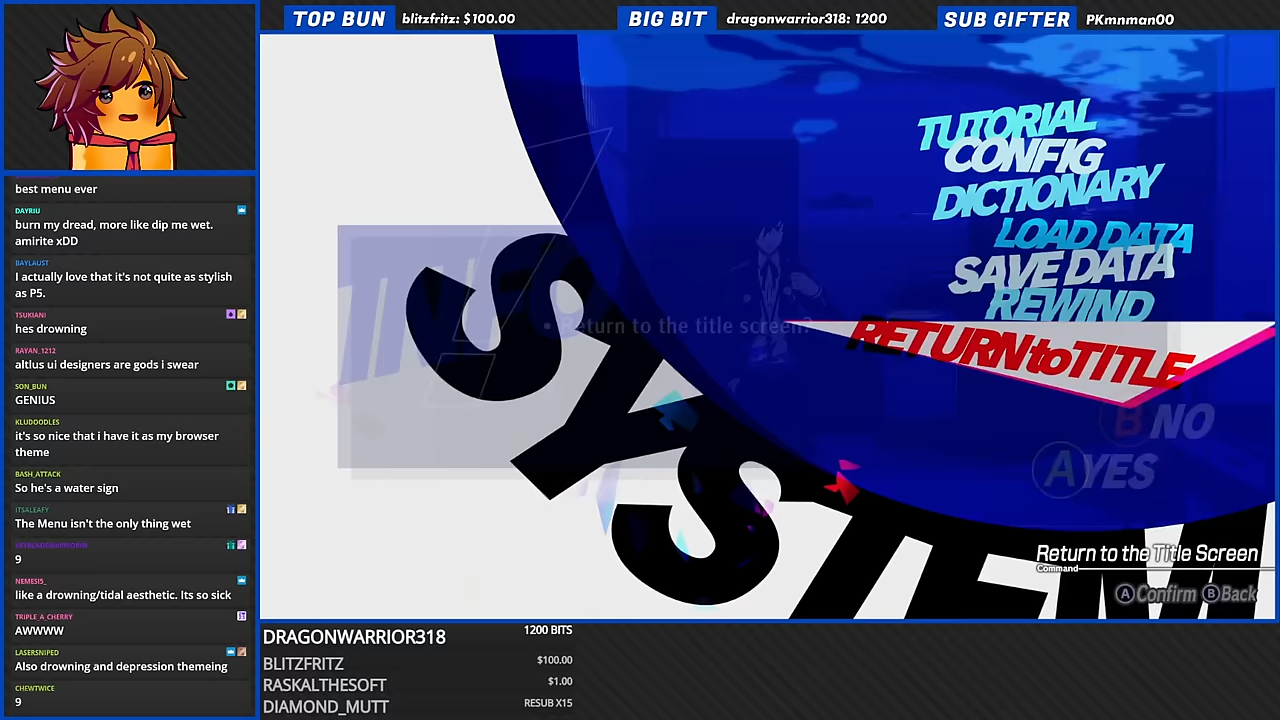 TOP BUN blitzfritz: $100.00
BIG BIT dragonwarrior318: 1200
SUB GIFTER PKmnman00
best menu ever
DAYRIU
burn my dread, more like dip me wet.
amirite xDD
BAYLAUST
I actually love that it's not quite as stylish
as P5.
TSUKIANI
hes drowning
RAYAN_1212
altlus ui designers are gods i swear
SON_BUN
GENIUS
KLUDOODLES
it's so nice that i have it as my browser
theme
BASH_ATTACK
So he's a water sign
ITSALEAFY
The Menu isn't the only thing wet
9
NEMESIS_
like a drowning/tidal aesthetic. Its so sick
TRIPLE_A_CHERRY
AWWWW
LASERSNIPED
Also drowning and depression themeing
CHEWTWICE
9
TUTORIAL
CONFIG
DICTIONARY
LOAD DATA
SAVE DATA
REWIND
RETURN to TITLE
• Return to the title screen?
B NO
A YES
SYSTEM
Return to the Title Screen
Command
A Confirm B Back
DRAGONWARRIOR318 1200 BITS
BLITZFRITZ $100.00
RASKALTHESOFT $1.00
DIAMOND_MUTT RESUB X15